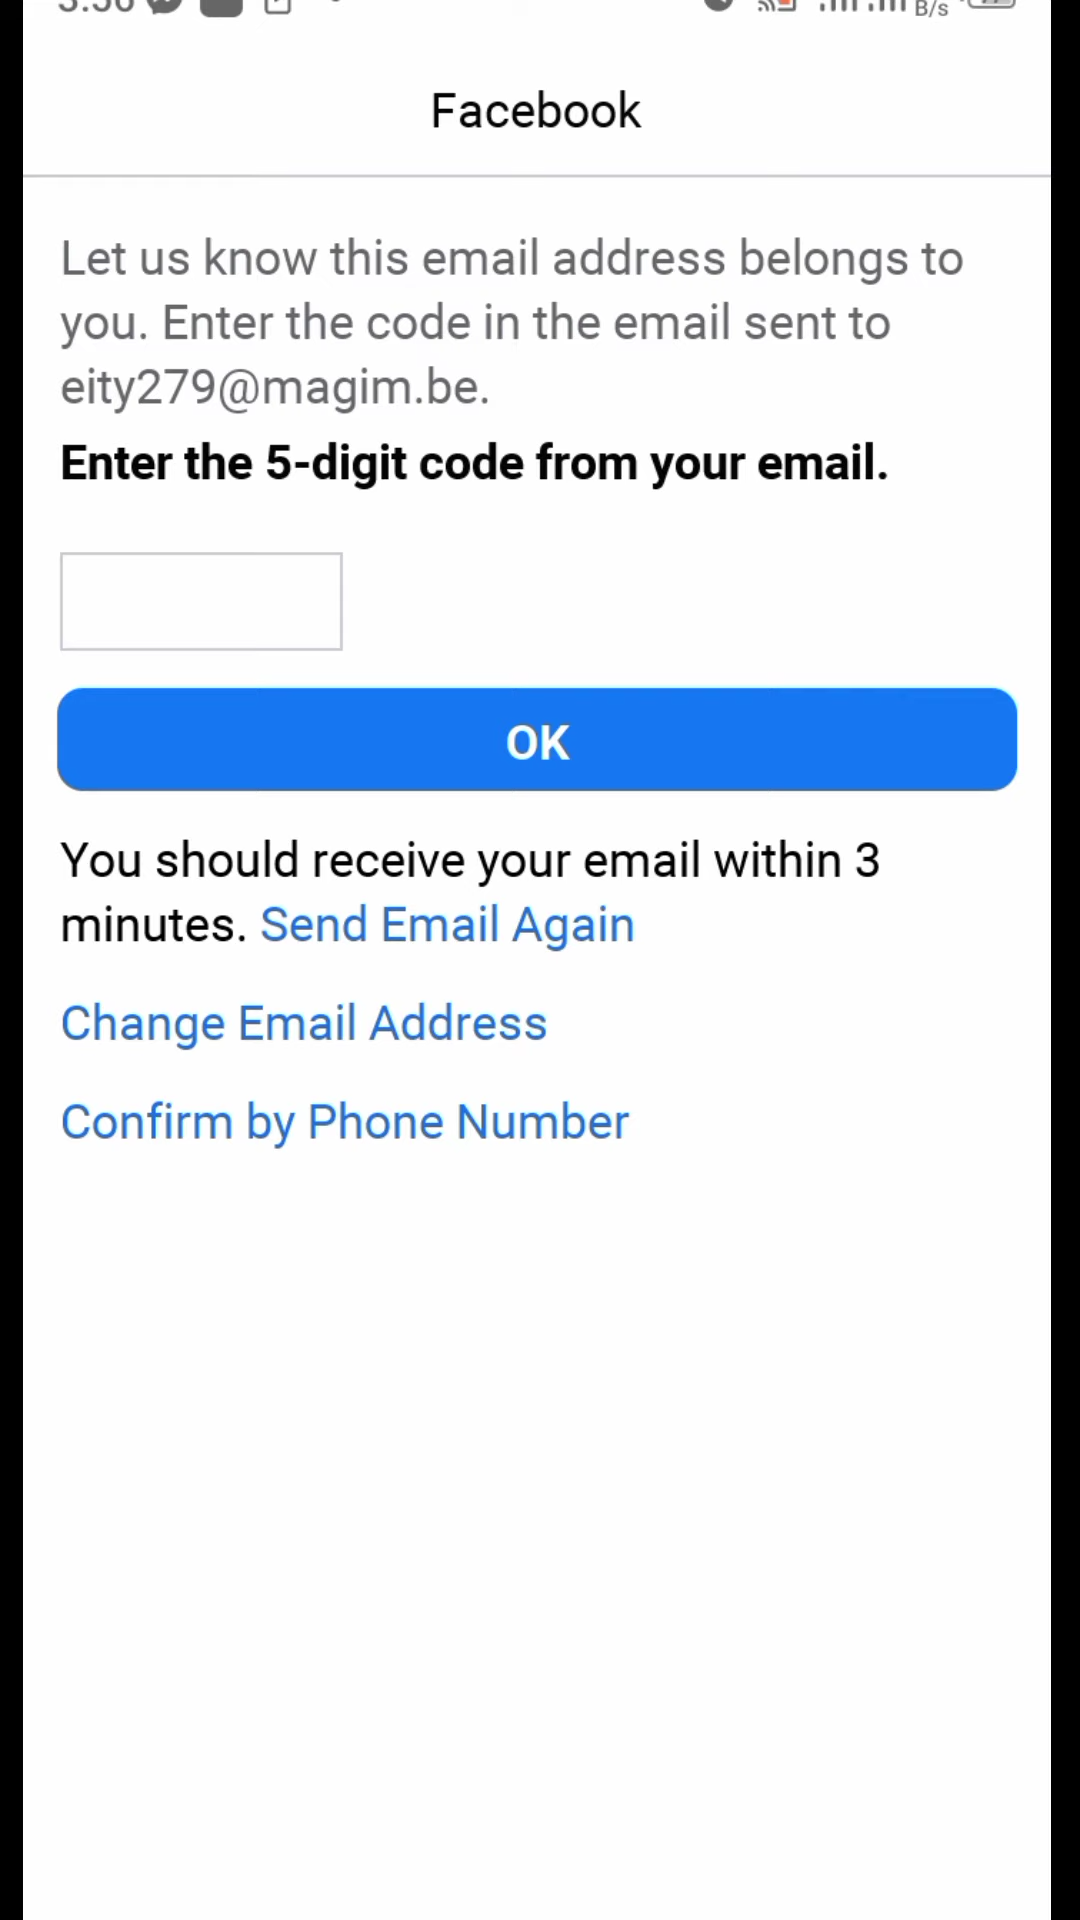 Facebook
Let us know this email address belongs to
you. Enter the code in the email sent to
eity279@magim.be.
Enter the 5-digit code from your email.
OK
You should receive your email within 3
minutes. Send Email Again
Change Email Address
Confirm by Phone Number